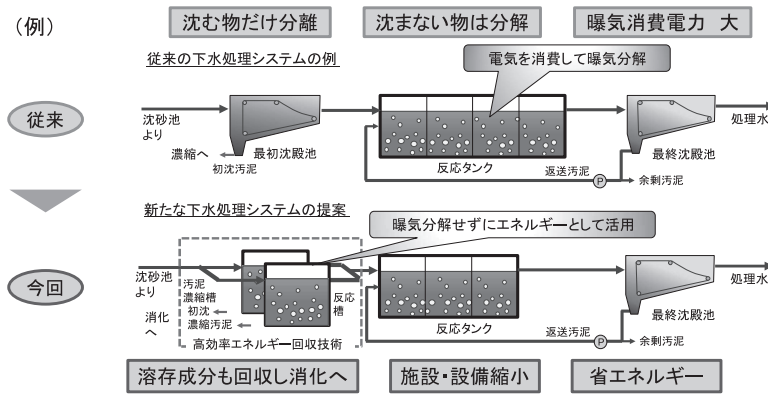 (例)
沈む物だけ分離
沈まない物は分解
曝気消費電力 大
従来の下水処理システムの例
電気を消費して曝気分解
従来
沈砂池
より
濃縮へ
初沈汚泥
最初沈殿池
反応タンク
返送汚泥
P
最終沈殿池
余剰汚泥
処理水
新たな下水処理システムの提案
曝気分解せずにエネルギーとして活用
今回
沈砂池
より
消化
へ
汚泥
濃縮槽
初沈
濃縮汚泥
反応
槽
高効率エネルギー回収技術
反応タンク
返送汚泥
P
最終沈殿池
余剰汚泥
処理水
溶存成分も回収し消化へ
施設・設備縮小
省エネルギー